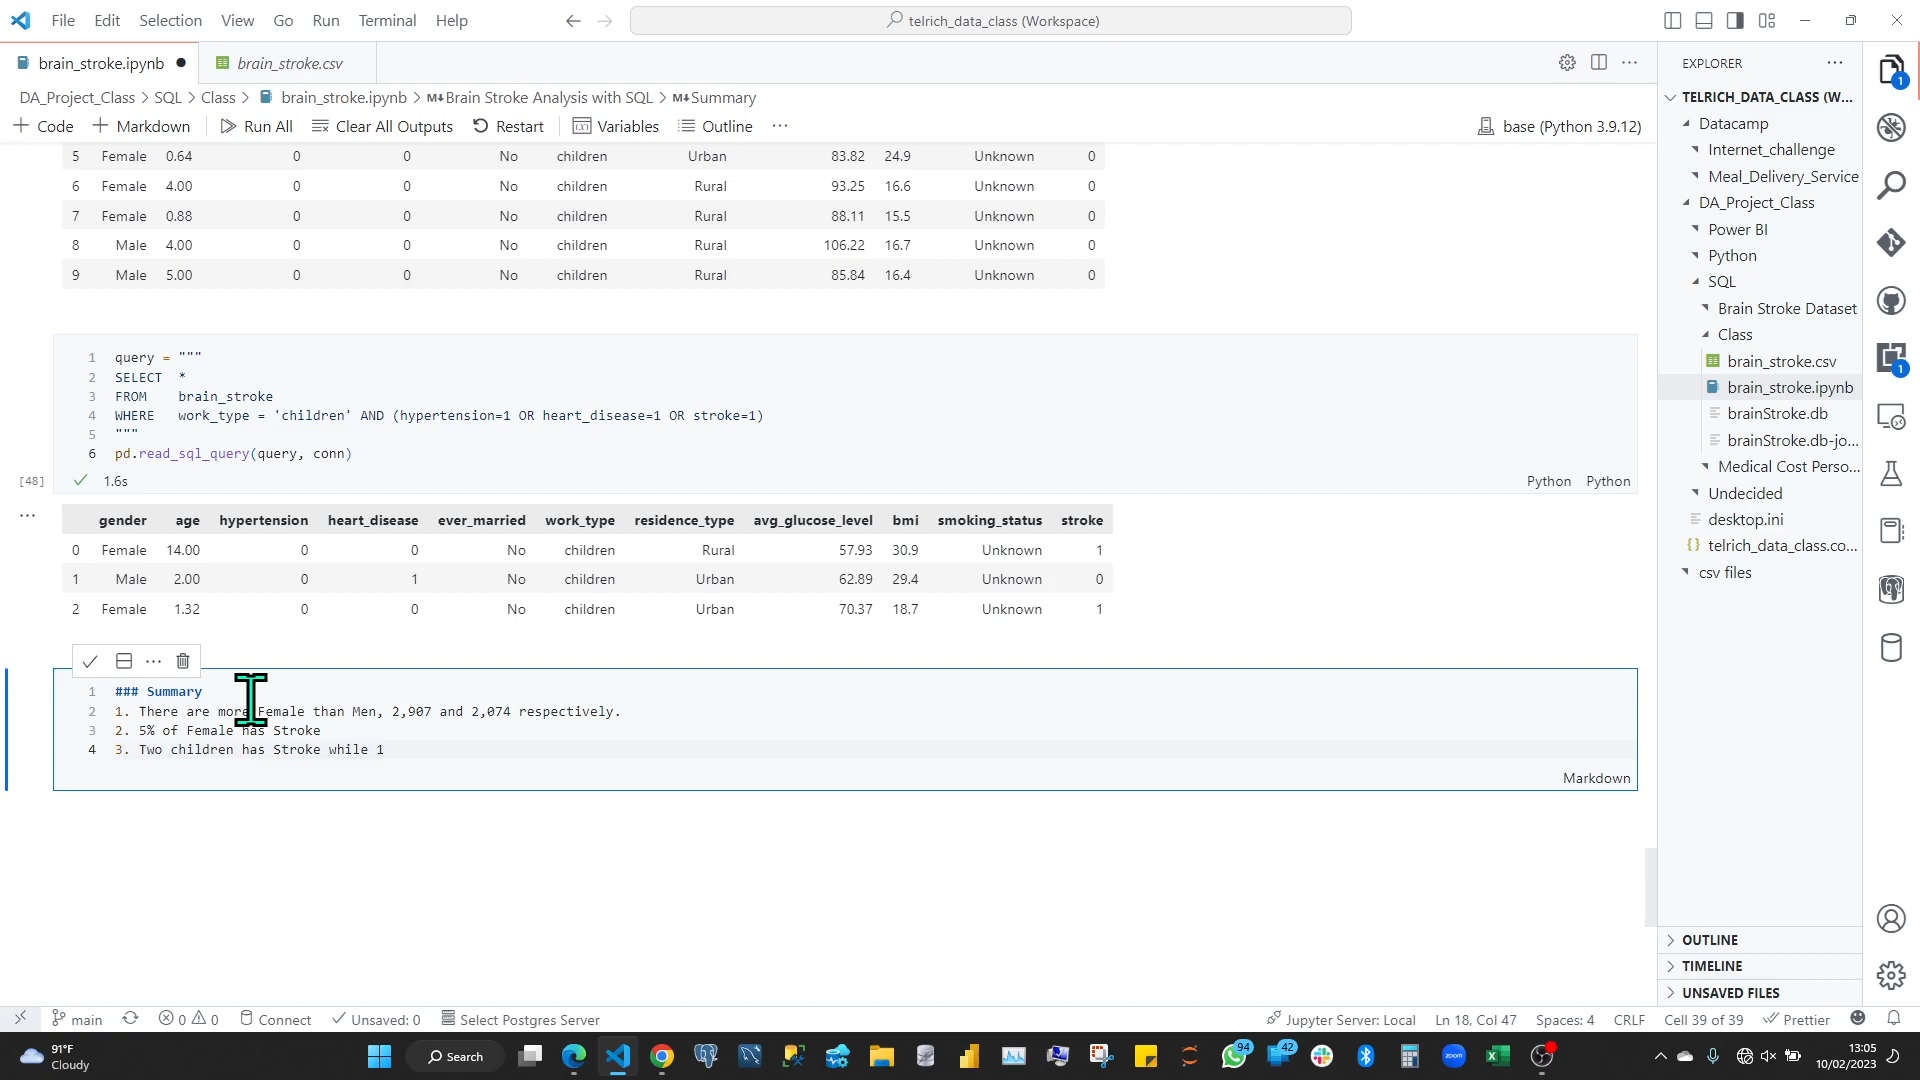 File Edit Selection View Go Run Terminal Help
telrich_data_class (Workspace)
brain_stroke.ipynb
brain_stroke.csv
DA_Project_Class > SQL > Class > brain_stroke.ipynb > M↓Brain Stroke Analysis with SQL > M↓Summary
Code Markdown Run All Clear All Outputs Restart Variables Outline ...
base (Python 3.9.12)
5 Female 0.64 0 0 No children Urban 83.82 24.9 Unknown 0
6 Female 4.00 0 0 No children Rural 93.25 16.6 Unknown 0
7 Female 0.88 0 0 No children Rural 88.11 15.5 Unknown 0
8 Male 4.00 0 0 No children Rural 106.22 16.7 Unknown 0
9 Male 5.00 0 0 No children Rural 85.84 16.4 Unknown 0
1 query = """
2 SELECT *
3 FROM brain_stroke
4 WHERE work_type = 'children' AND (hypertension=1 OR heart_disease=1 OR stroke=1)
5 """
6 pd.read_sql_query(query, conn)
[48] 1.6s
Python Python
gender age hypertension heart_disease ever_married work_type residence_type avg_glucose_level bmi smoking_status stroke
0 Female 14.00 0 0 No children Rural 57.93 30.9 Unknown 1
1 Male 2.00 0 1 No children Urban 62.89 29.4 Unknown 0
2 Female 1.32 0 0 No children Urban 70.37 18.7 Unknown 1
1 ### Summary
2 1. There are more Female than Men, 2,907 and 2,074 respectively.
3 2. 5% of Female has Stroke
4 3. Two children has Stroke while 1
Markdown
EXPLORER
TELRICH_DATA_CLASS (W...
Datacamp
Internet_challenge
Meal_Delivery_Service
DA_Project_Class
Power BI
Python
SQL
Brain Stroke Dataset
Class
brain_stroke.csv
brain_stroke.ipynb
brainStroke.db
brainStroke.db-jo...
Medical Cost Perso...
Undecided
desktop.ini
telrich_data_class.co...
csv files
OUTLINE
TIMELINE
UNSAVED FILES
1
1
main 0 0 Connect Unsaved: 0 Select Postgres Server
Jupyter Server: Local Ln 18, Col 47 Spaces: 4 CRLF Cell 39 of 39 Prettier
91°F
Cloudy
Search
94
42
zoom
13:05
10/02/2023